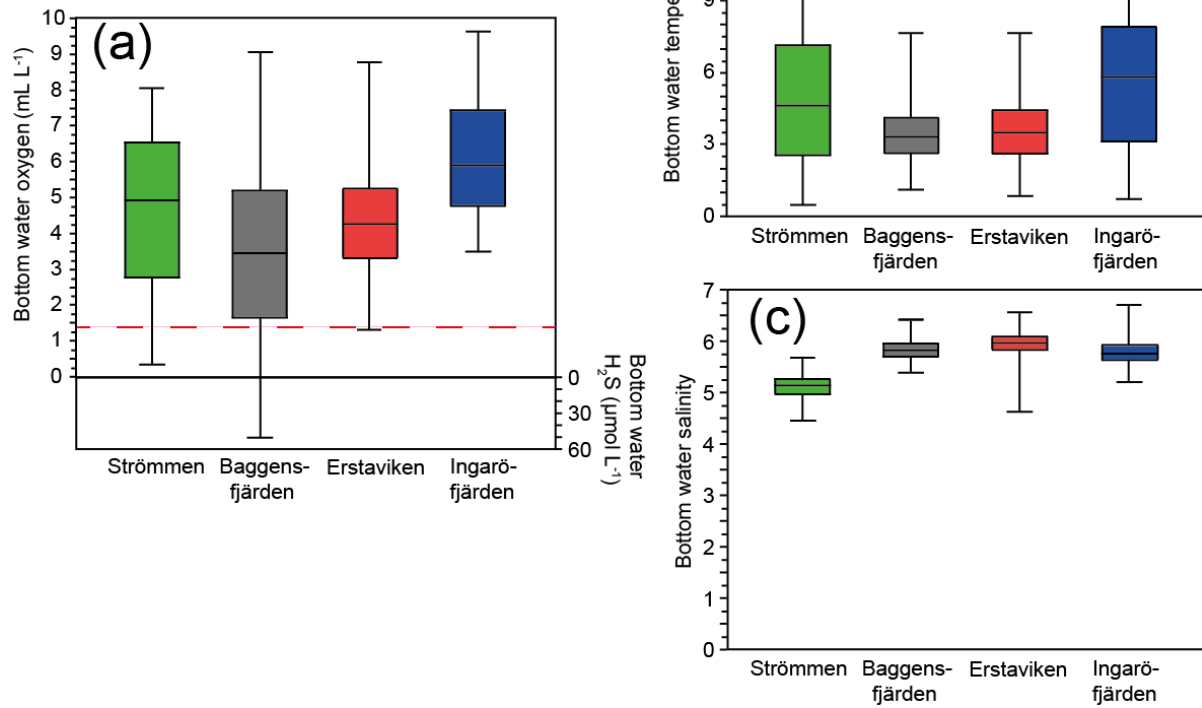 (a)
Bottom water oxygen (mL L⁻¹)
10
9
8
7
6
5
4
3
2
1
0
0
30
60
Bottom water
H₂S (µmol L⁻¹)
Strömmen
Baggens-
fjärden
Erstaviken
Ingarö-
fjärden
Bottom water
9
6
3
0
Strömmen
Baggens-
fjärden
Erstaviken
Ingarö-
fjärden
(c)
Bottom water salinity
7
6
5
4
3
2
1
0
Strömmen
Baggens-
fjärden
Erstaviken
Ingarö-
fjärden